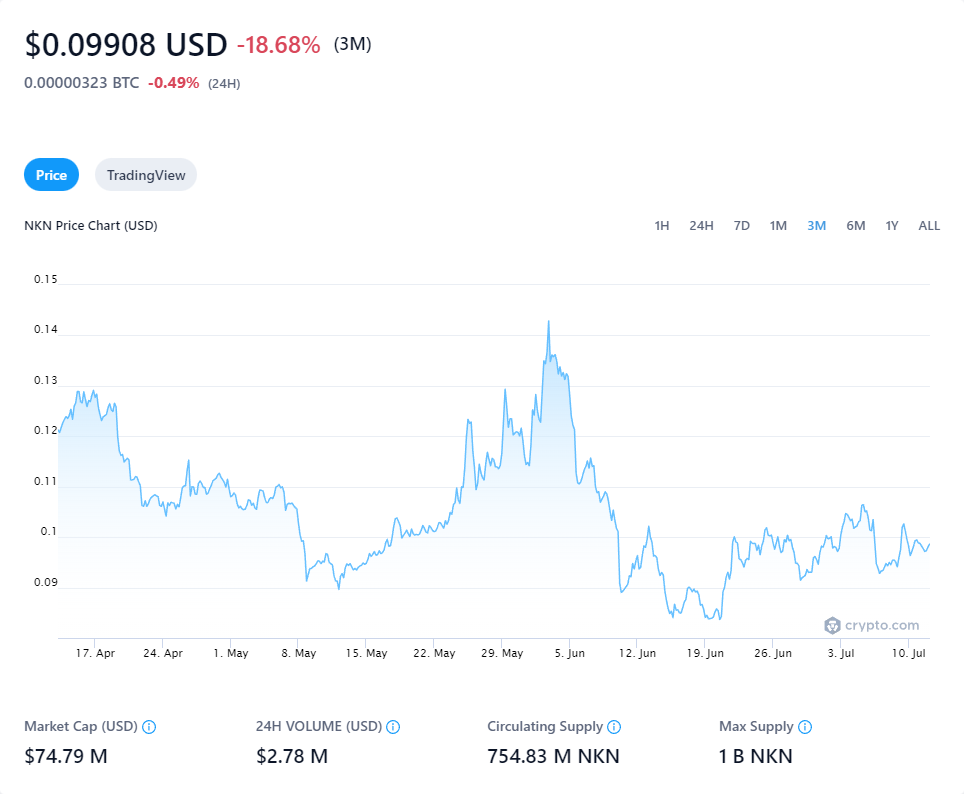 $0.09908 USD -18.68% (3M)
0.00000323 BTC -0.49% (24H)
Price TradingView
NKN Price Chart (USD) 1H 24H 7D 1M 3M 6M 1Y ALL
0.15
0.14
0.13
0.12
0.11
0.1
0.09
crypto.com
17. Apr 24. Apr 1. May 8. May 15. May 22. May 29. May 5. Jun 12. Jun 19. Jun 26. Jun 3. Jul 10. Jul
Market Cap (USD) 24H VOLUME (USD) Circulating Supply Max Supply
$74.79 M $2.78 M 754.83 M NKN 1 B NKN